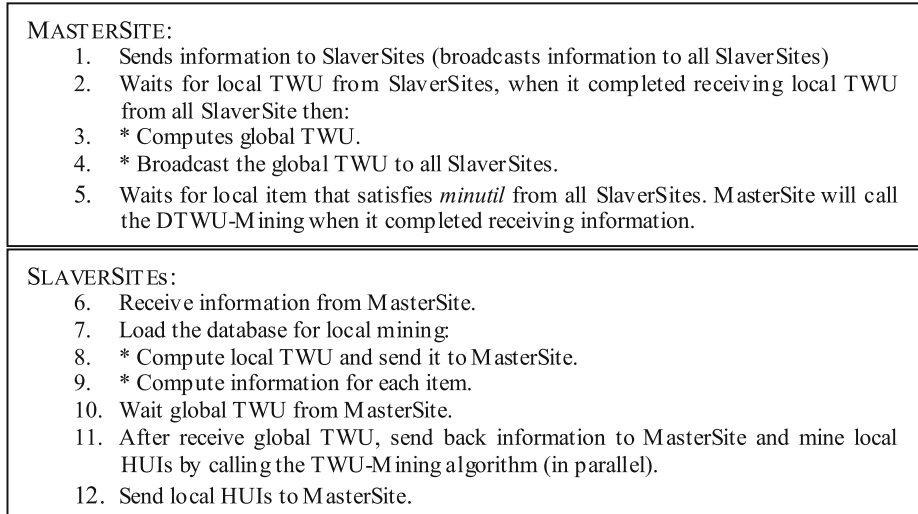 MASTERSITE:
1. Sends information to SlaverSites (broadcasts information to all SlaverSites)
2. Waits for local TWU from SlaverSites, when it completed receiving local TWU
from all SlaverSite then:
3. * Computes global TWU.
4. * Broadcast the global TWU to all SlaverSites.
5. Waits for local item that satisfies minutil from all SlaverSites. MasterSite will call
the DTWU-Mining when it completed receiving information.
SLAVERSITES:
6. Receive information from MasterSite.
7. Load the database for local mining:
8. * Compute local TWU and send it to MasterSite.
9. * Compute information for each item.
10. Wait global TWU from MasterSite.
11. After receive global TWU, send back information to MasterSite and mine local
HUIs by calling the TWU-Mining algorithm (in parallel).
12. Send local HUIs to MasterSite.